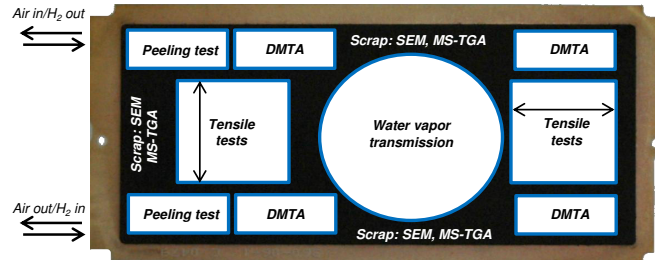 Air in/H2 out
Peeling test
DMTA
Scrap: SEM, MS-TGA
DMTA
Scrap: SEM
MS-TGA
Tensile
tests
Water vapor
transmission
Tensile
tests
Air out/H2 in
Peeling test
DMTA
Scrap: SEM, MS-TGA
DMTA